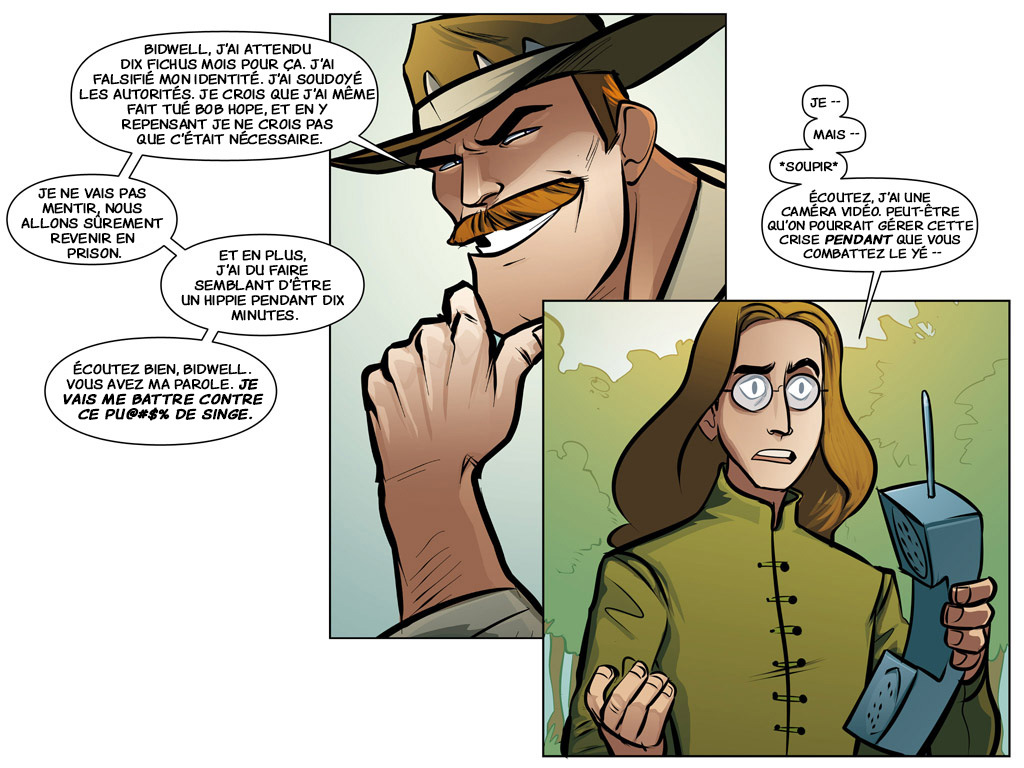 BIDWELL, J'AI ATTENDU
DIX FICHUS MOIS POUR ÇA. J'AI
FALSIFIÉ MON IDENTITÉ. J'AI SOUDOYÉ
LES AUTORITÉS. JE CROIS QUE J'AI MÊME
FAIT TUÉ BOB HOPE, ET EN Y
REPENSANT JE NE CROIS PAS
QUE C'ÉTAIT NÉCESSAIRE.
JE NE VAIS PAS
MENTIR, NOUS
ALLONS SÛREMENT
REVENIR EN
PRISON.
ET EN PLUS,
J'AI DU FAIRE
SEMBLANT D'ÊTRE
UN HIPPIE PENDANT DIX
MINUTES.
ÉCOUTEZ BIEN, BIDWELL.
VOUS AVEZ MA PAROLE. JE
VAIS ME BATTRE CONTRE
CE PU@#$% DE SINGE.
JE --
MAIS --
*SOUPIR*
ÉCOUTEZ, J'AI UNE
CAMÉRA VIDÉO. PEUT-ÊTRE
QU'ON POURRAIT GÉRER CETTE
CRISE PENDANT QUE VOUS
COMBATTEZ LE YÉ --